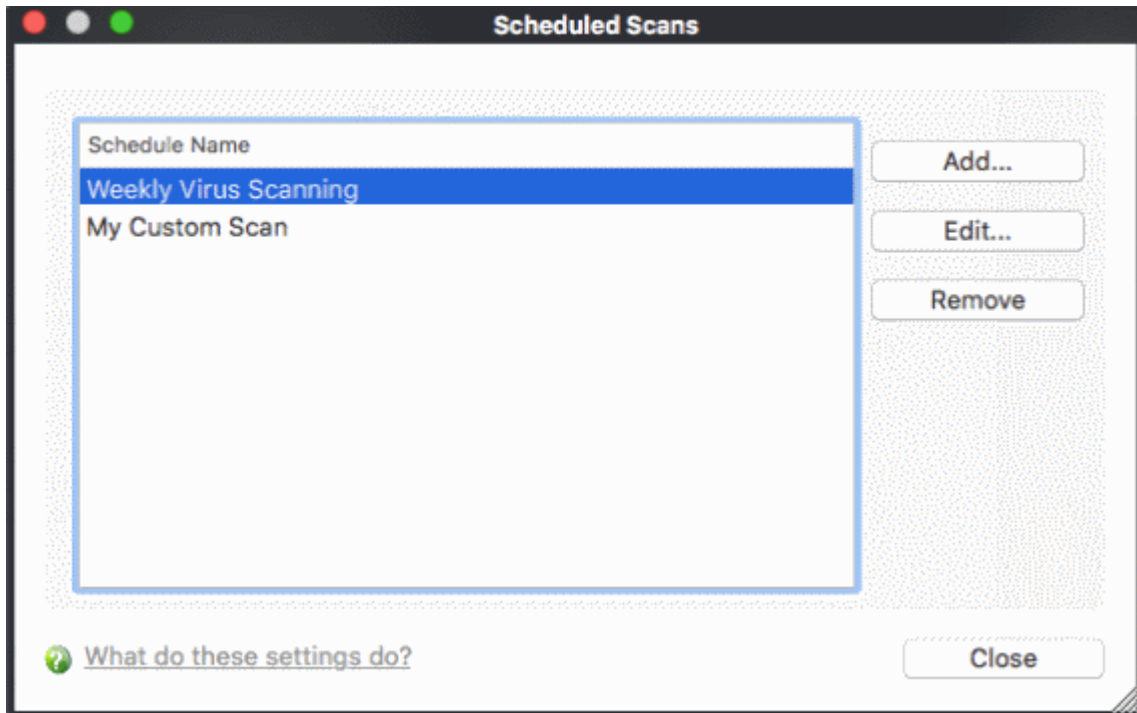 Scheduled Scans
Schedule Name
Weekly Virus Scanning
My Custom Scan
Add...
Edit...
Remove
What do these settings do?
Close